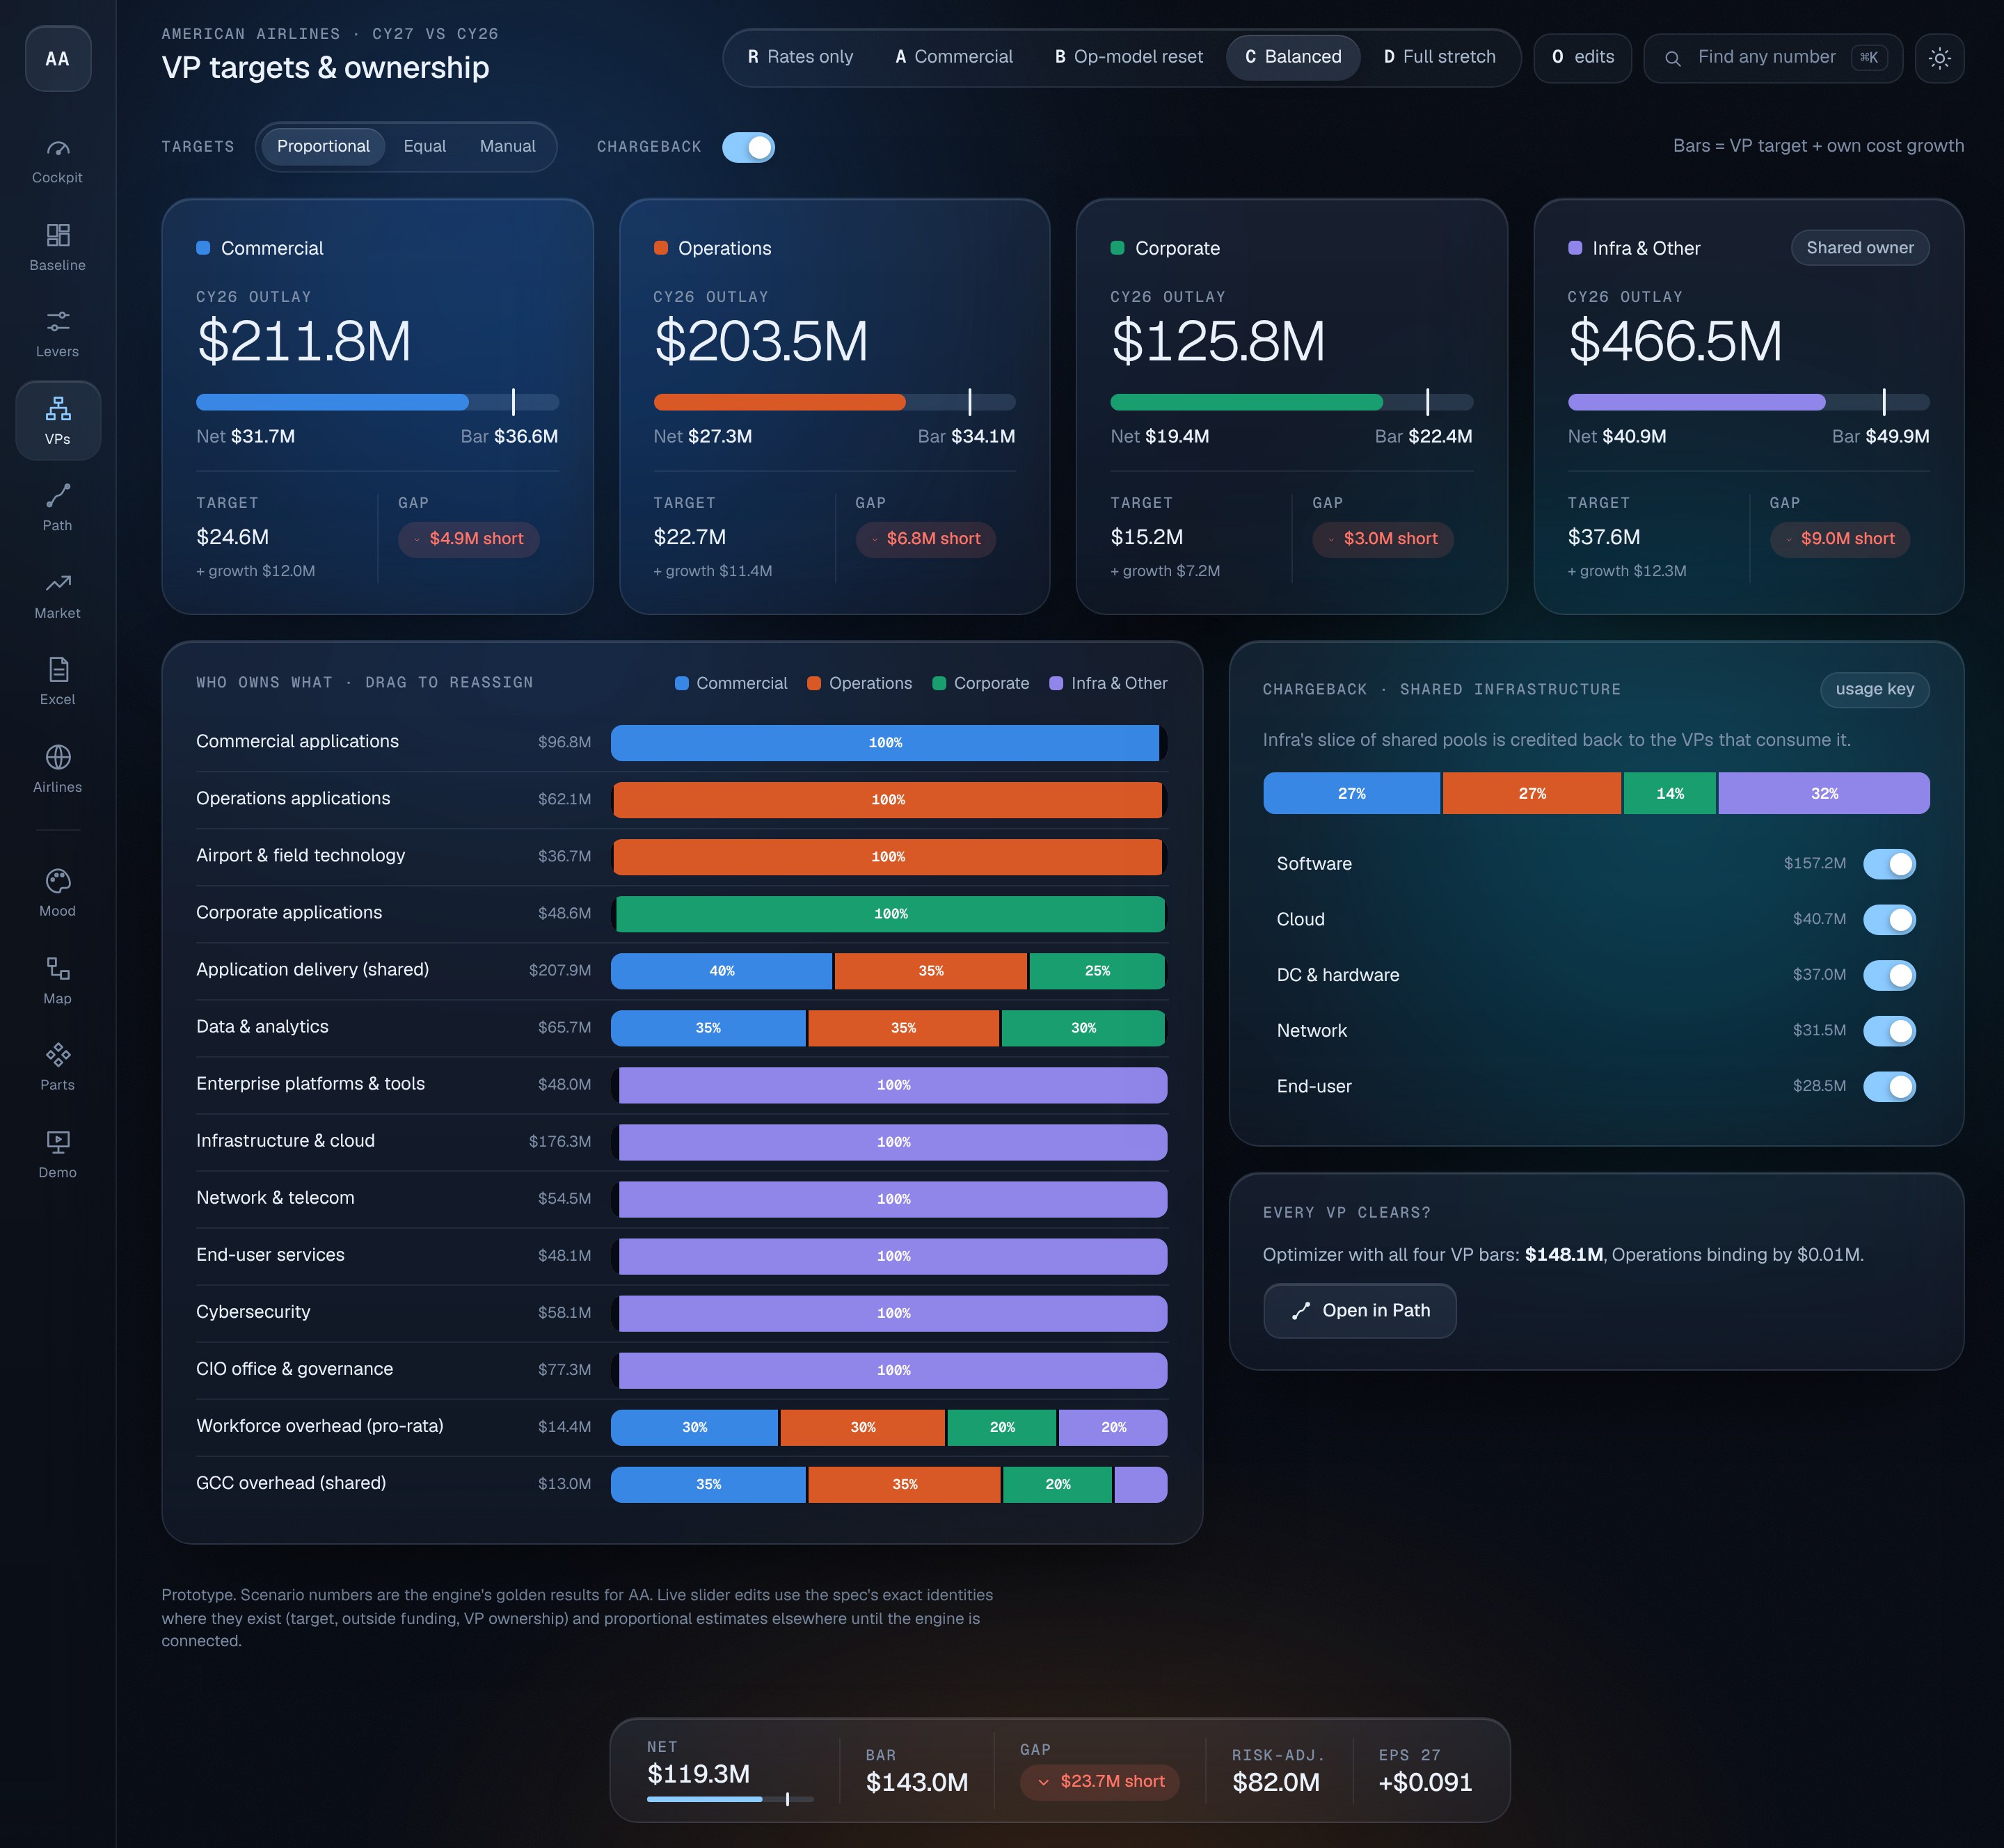 AA
AMERICAN AIRLINES · CY27 VS CY26
VP targets & ownership
R Rates only
A Commercial
B Op-model reset
C Balanced
D Full stretch
0 edits
Find any number ⌘K
Cockpit
Baseline
Levers
VPs
Path
Market
Excel
Airlines
Mood
Map
Parts
Demo
TARGETS
Proportional
Equal
Manual
CHARGEBACK
Bars = VP target + own cost growth
Commercial
CY26 OUTLAY
$211.8M
Net $31.7M
Bar $36.6M
TARGET
$24.6M
+ growth $12.0M
GAP
$4.9M short
Operations
CY26 OUTLAY
$203.5M
Net $27.3M
Bar $34.1M
TARGET
$22.7M
+ growth $11.4M
GAP
$6.8M short
Corporate
CY26 OUTLAY
$125.8M
Net $19.4M
Bar $22.4M
TARGET
$15.2M
+ growth $7.2M
GAP
$3.0M short
Infra & Other
Shared owner
CY26 OUTLAY
$466.5M
Net $40.9M
Bar $49.9M
TARGET
$37.6M
+ growth $12.3M
GAP
$9.0M short
WHO OWNS WHAT · DRAG TO REASSIGN
Commercial
Operations
Corporate
Infra & Other
Commercial applications $96.8M 100%
Operations applications $62.1M 100%
Airport & field technology $36.7M 100%
Corporate applications $48.6M 100%
Application delivery (shared) $207.9M 40% 35% 25%
Data & analytics $65.7M 35% 35% 30%
Enterprise platforms & tools $48.0M 100%
Infrastructure & cloud $176.3M 100%
Network & telecom $54.5M 100%
End-user services $48.1M 100%
Cybersecurity $58.1M 100%
CIO office & governance $77.3M 100%
Workforce overhead (pro-rata) $14.4M 30% 30% 20% 20%
GCC overhead (shared) $13.0M 35% 35% 20%
CHARGEBACK · SHARED INFRASTRUCTURE
usage key
Infra's slice of shared pools is credited back to the VPs that consume it.
27% 27% 14% 32%
Software $157.2M
Cloud $40.7M
DC & hardware $37.0M
Network $31.5M
End-user $28.5M
EVERY VP CLEARS?
Optimizer with all four VP bars: $148.1M, Operations binding by $0.01M.
Open in Path
Prototype. Scenario numbers are the engine's golden results for AA. Live slider edits use the spec's exact identities
where they exist (target, outside funding, VP ownership) and proportional estimates elsewhere until the engine is
connected.
NET
$119.3M
BAR
$143.0M
GAP
$23.7M short
RISK-ADJ.
$82.0M
EPS 27
+$0.091